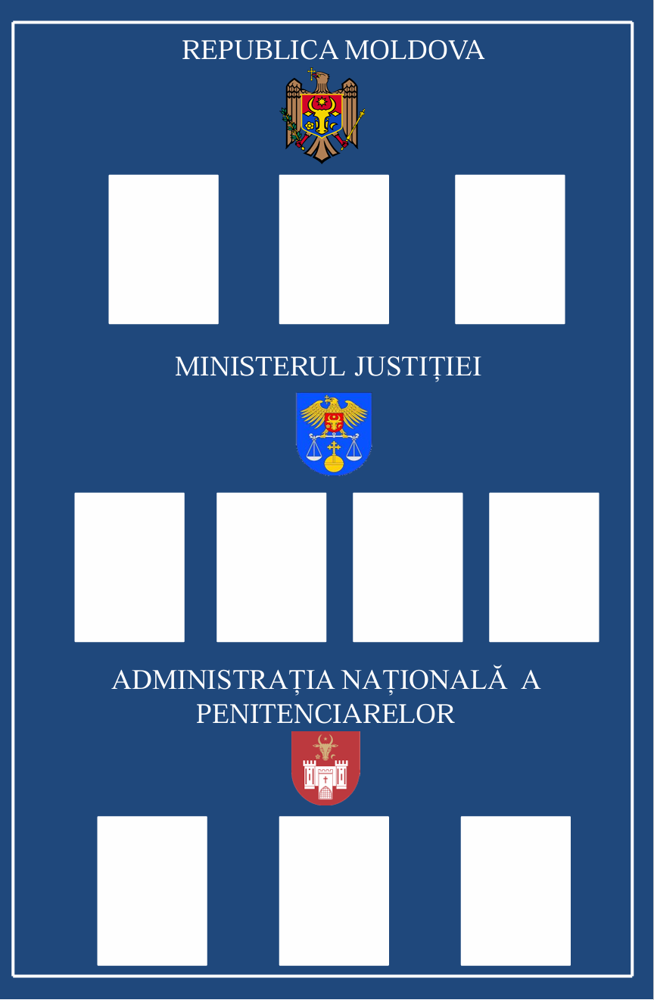 REPUBLICA MOLDOVA
MINISTERUL JUSTIȚIEI
ADMINISTRAȚIA NAȚIONALĂ A
PENITENCIARELOR